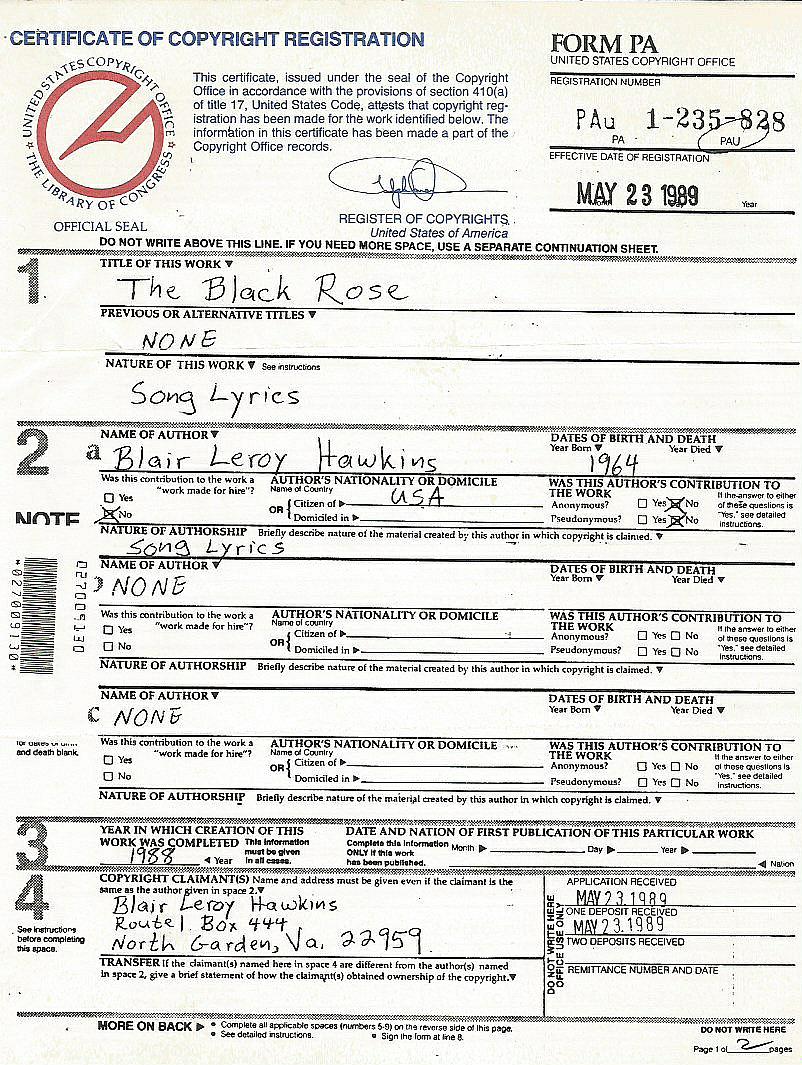 CERTIFICATE OF COPYRIGHT REGISTRATION
FORM PA
UNITED STATES COPYRIGHT OFFICE
UNITED STATES COPYRIGHT OFFICE
THE LIBRARY OF CONGRESS
OFFICIAL SEAL
This certificate, issued under the seal of the Copyright
Office in accordance with the provisions of section 410(a)
of title 17, United States Code, attests that copyright reg-
istration has been made for the work identified below. The
information in this certificate has been made a part of the
Copyright Office records.
REGISTER OF COPYRIGHTS
United States of America
REGISTRATION NUMBER
PAu 1-235-828
PA PAU
EFFECTIVE DATE OF REGISTRATION
MAY 23 1989
Year
DO NOT WRITE ABOVE THIS LINE. IF YOU NEED MORE SPACE, USE A SEPARATE CONTINUATION SHEET.
1
TITLE OF THIS WORK ▼
The Black Rose
PREVIOUS OR ALTERNATIVE TITLES ▼
NONE
NATURE OF THIS WORK ▼ See instructions
Song Lyrics
2
NAME OF AUTHOR ▼
DATES OF BIRTH AND DEATH
Year Born ▼ Year Died ▼
a Blair Leroy Hawkins
1964
Was this contribution to the work a
"work made for hire"?
Yes
No
AUTHOR'S NATIONALITY OR DOMICILE
Name of Country
OR { Citizen of ▶ USA
Domiciled in ▶
WAS THIS AUTHOR'S CONTRIBUTION TO
THE WORK
Anonymous? Yes No
Pseudonymous? Yes No
If the answer to either
of these questions is
"Yes," see detailed
instructions.
NOTE
NATURE OF AUTHORSHIP Briefly describe nature of the material created by this author in which copyright is claimed. ▼
Song Lyrics
NAME OF AUTHOR ▼
DATES OF BIRTH AND DEATH
Year Born ▼ Year Died ▼
NONE
*027009130*
027009130
Was this contribution to the work a
"work made for hire"?
Yes
No
AUTHOR'S NATIONALITY OR DOMICILE
Name of country
OR { Citizen of ▶
Domiciled in ▶
WAS THIS AUTHOR'S CONTRIBUTION TO
THE WORK
Anonymous? Yes No
Pseudonymous? Yes No
If the answer to either
of these questions is
"Yes," see detailed
instructions.
NATURE OF AUTHORSHIP Briefly describe nature of the material created by this author in which copyright is claimed. ▼
NAME OF AUTHOR ▼
DATES OF BIRTH AND DEATH
Year Born ▼ Year Died ▼
c NONE
and death blank.
Was this contribution to the work a
"work made for hire"?
Yes
No
AUTHOR'S NATIONALITY OR DOMICILE
Name of Country
OR { Citizen of ▶
Domiciled in ▶
WAS THIS AUTHOR'S CONTRIBUTION TO
THE WORK
Anonymous? Yes No
Pseudonymous? Yes No
If the answer to either
of these questions is
"Yes," see detailed
instructions.
NATURE OF AUTHORSHIP Briefly describe nature of the material created by this author in which copyright is claimed. ▼
3
YEAR IN WHICH CREATION OF THIS
WORK WAS COMPLETED This information
must be given
in all cases.
1988 ◀ Year
DATE AND NATION OF FIRST PUBLICATION OF THIS PARTICULAR WORK
Complete this information
ONLY if this work
has been published.
Month ▶ Day ▶ Year ▶
◀ Nation
4
See instructions
before completing
this space.
COPYRIGHT CLAIMANT(S) Name and address must be given even if the claimant is the
same as the author given in space 2.▼
Blair Leroy Hawkins
Route 1 Box 444
North Garden, Va. 22959
TRANSFER If the claimant(s) named here in space 4 are different from the author(s) named
in space 2, give a brief statement of how the claimant(s) obtained ownership of the copyright.▼
DO NOT WRITE HERE
OFFICE USE ONLY
APPLICATION RECEIVED
MAY 23.1989
ONE DEPOSIT RECEIVED
MAY 23.1989
TWO DEPOSITS RECEIVED
REMITTANCE NUMBER AND DATE
MORE ON BACK ▶
• Complete all applicable spaces (numbers 5-9) on the reverse side of this page.
• See detailed instructions. • Sign the form at line 8.
DO NOT WRITE HERE
Page 1 of 2 pages